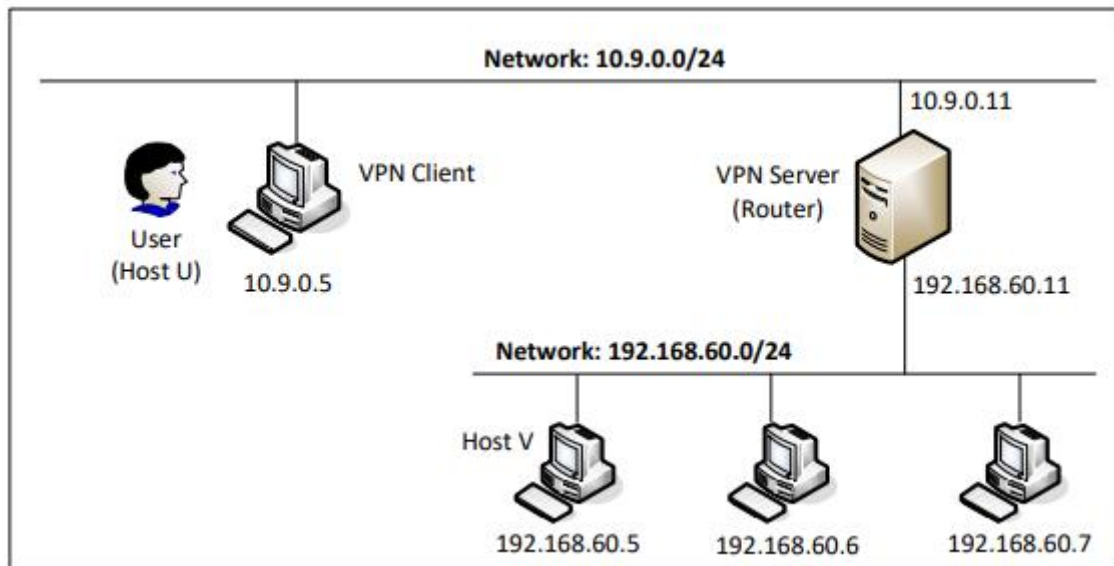 Network: 10.9.0.0/24
10.9.0.11
VPN Client
VPN Server
(Router)
User
(Host U)
10.9.0.5
192.168.60.11
Network: 192.168.60.0/24
Host V
192.168.60.5
192.168.60.6
192.168.60.7